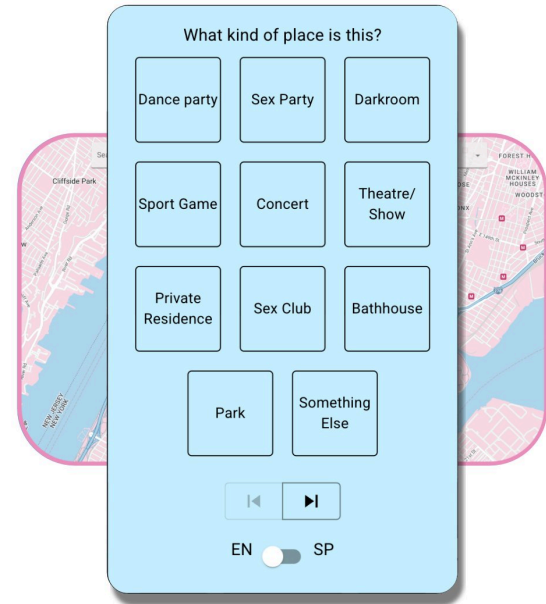 What kind of place is this?
Dance party
Sex Party
Darkroom
Sport Game
Concert
Theatre/
Show
Private
Residence
Sex Club
Bathhouse
Park
Something
Else
EN
SP
Cliffside Park
NEW JERSEY
NEW YORK
FOREST H
WILLIAM
MCKINLEY
HOUSES
WOODST
M
M
M
M